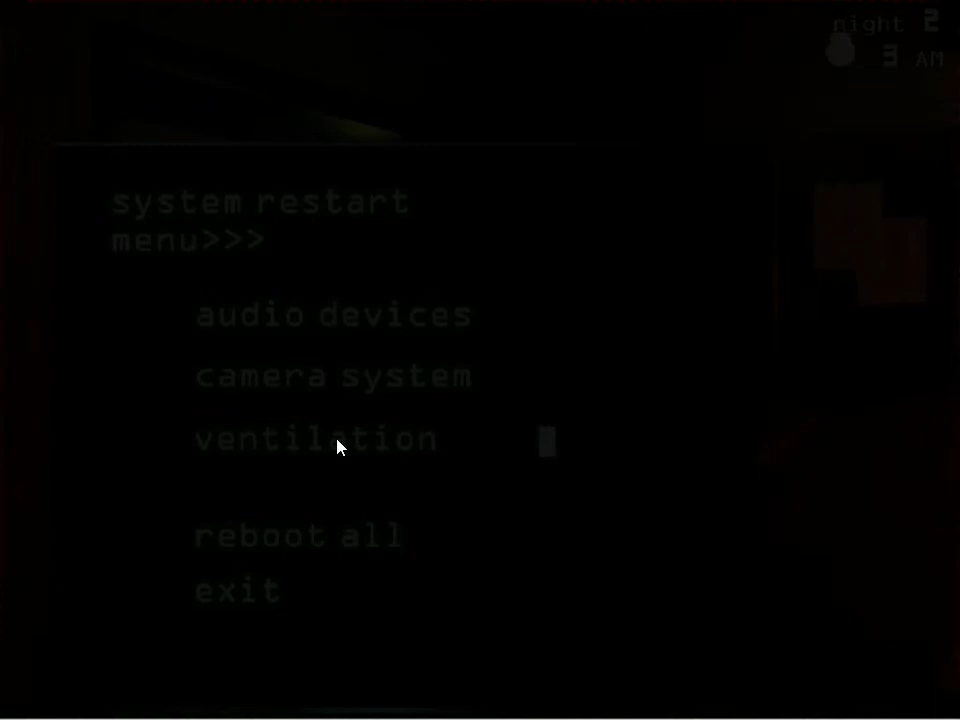 night 2
3 AM
system restart
menu>>>
audio devices
camera system
ventilation
reboot all
exit